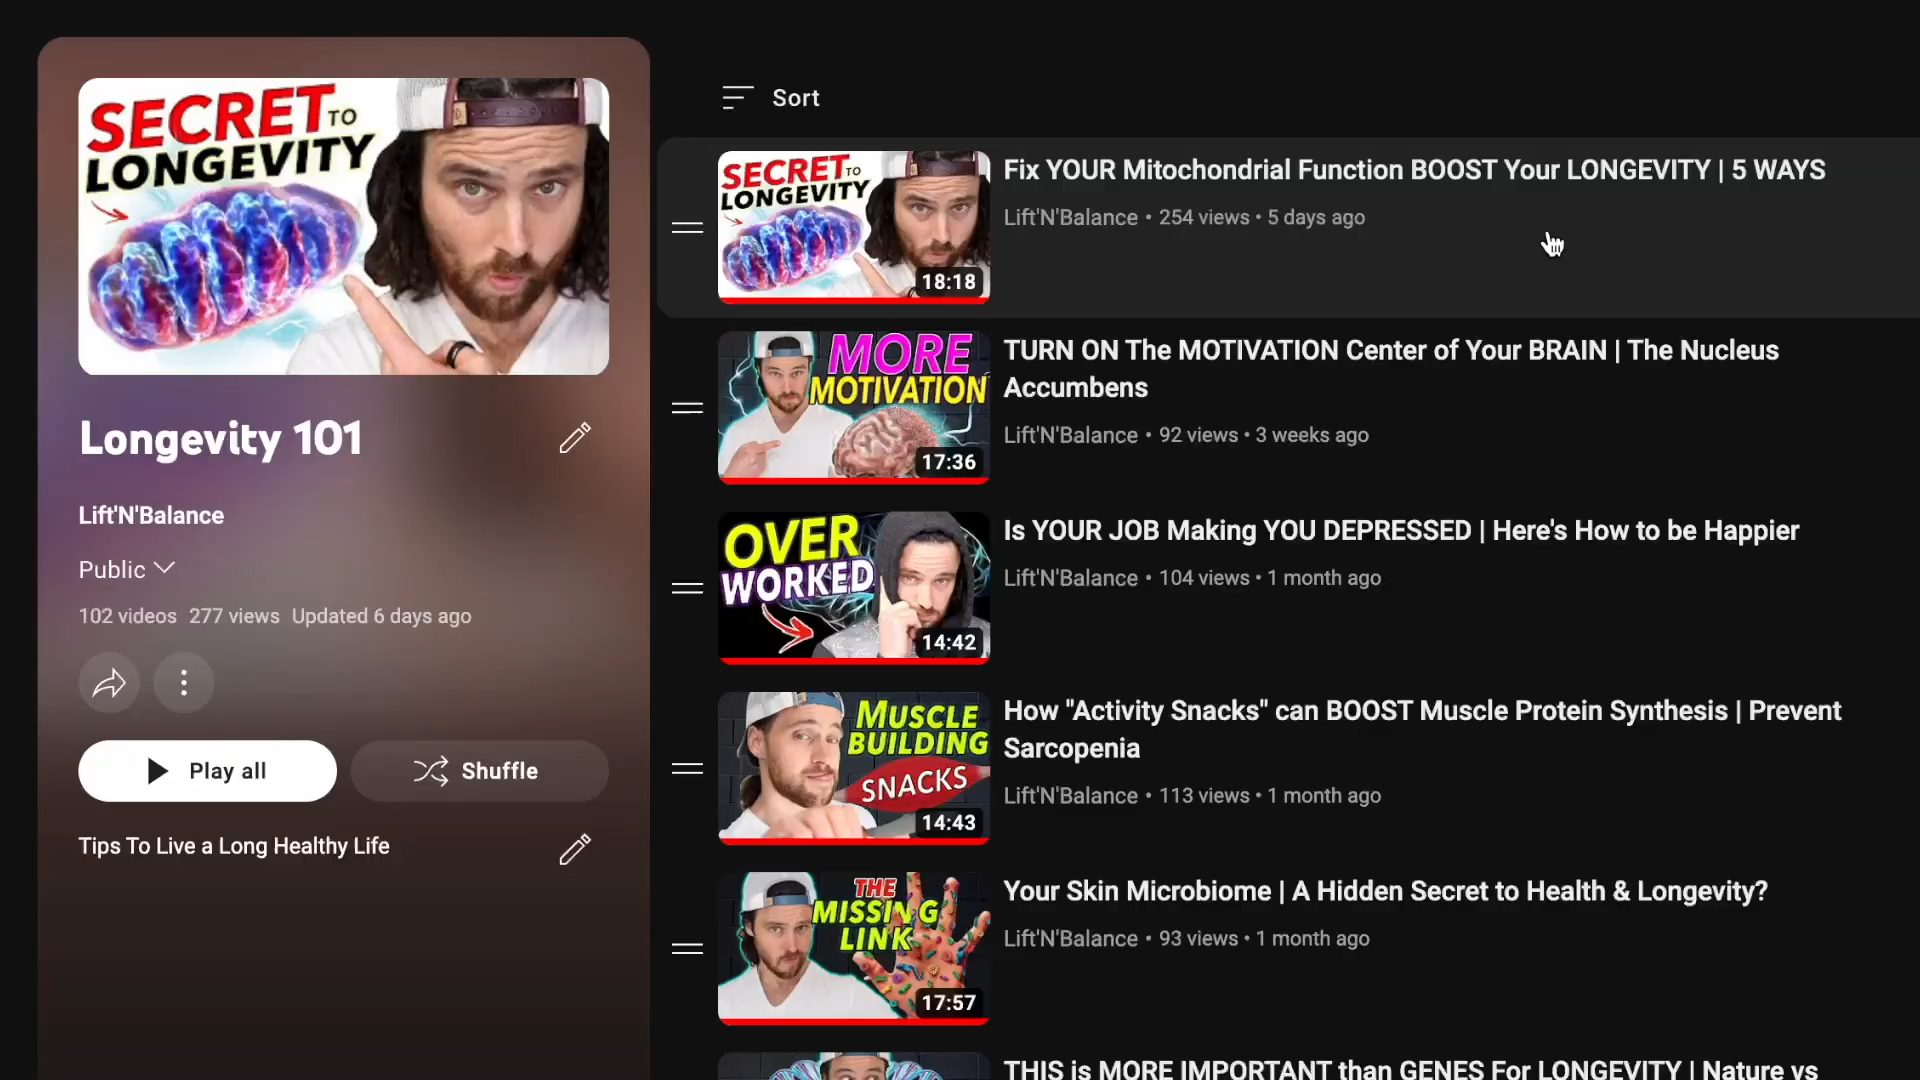 SECRET TO
LONGEVITY
Longevity 101
Lift'N'Balance
Public
102 videos 277 views Updated 6 days ago
Play all
Shuffle
Tips To Live a Long Healthy Life
Sort
SECRET TO
LONGEVITY
18:18
Fix YOUR Mitochondrial Function BOOST Your LONGEVITY | 5 WAYS
Lift'N'Balance • 254 views • 5 days ago
MORE
MOTIVATION
17:36
TURN ON The MOTIVATION Center of Your BRAIN | The Nucleus
Accumbens
Lift'N'Balance • 92 views • 3 weeks ago
OVER
WORKED
14:42
Is YOUR JOB Making YOU DEPRESSED | Here's How to be Happier
Lift'N'Balance • 104 views • 1 month ago
MUSCLE
BUILDING
SNACKS
14:43
How "Activity Snacks" can BOOST Muscle Protein Synthesis | Prevent
Sarcopenia
Lift'N'Balance • 113 views • 1 month ago
THE
MISSING
LINK
17:57
Your Skin Microbiome | A Hidden Secret to Health & Longevity?
Lift'N'Balance • 93 views • 1 month ago
THIS is MORE IMPORTANT than GENES For LONGEVITY | Nature vs